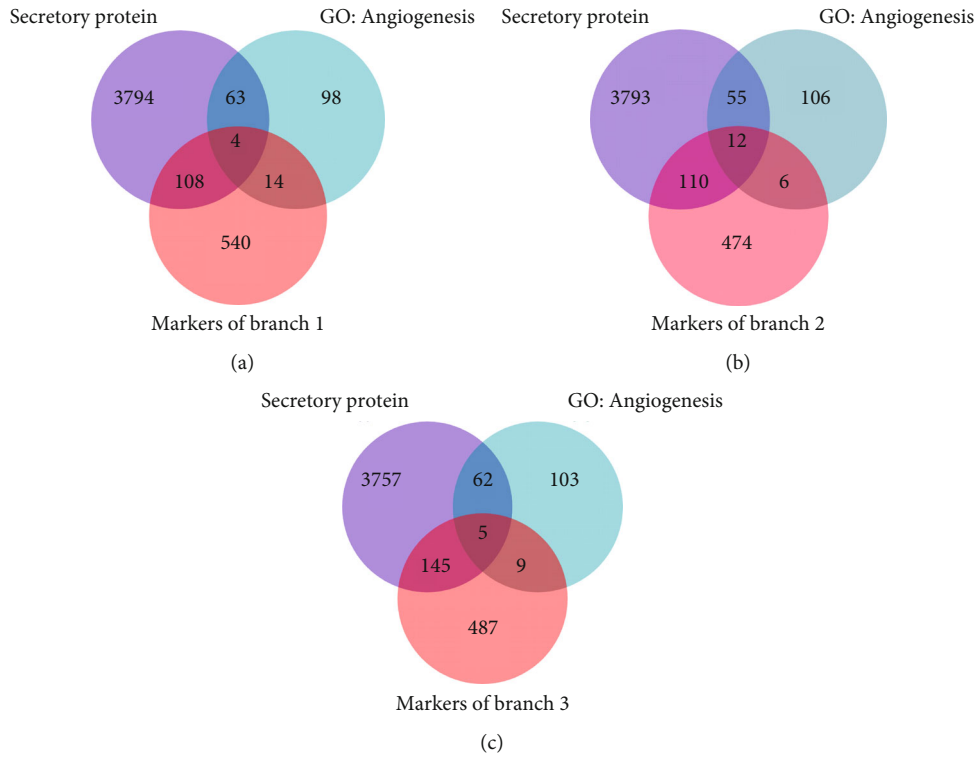 Secretory protein
GO: Angiogenesis
3794
63
98
4
108
14
540
Markers of branch 1
(a)
Secretory protein
GO: Angiogenesis
3793
55
106
12
110
6
474
Markers of branch 2
(b)
Secretory protein
GO: Angiogenesis
3757
62
103
5
145
9
487
Markers of branch 3
(c)